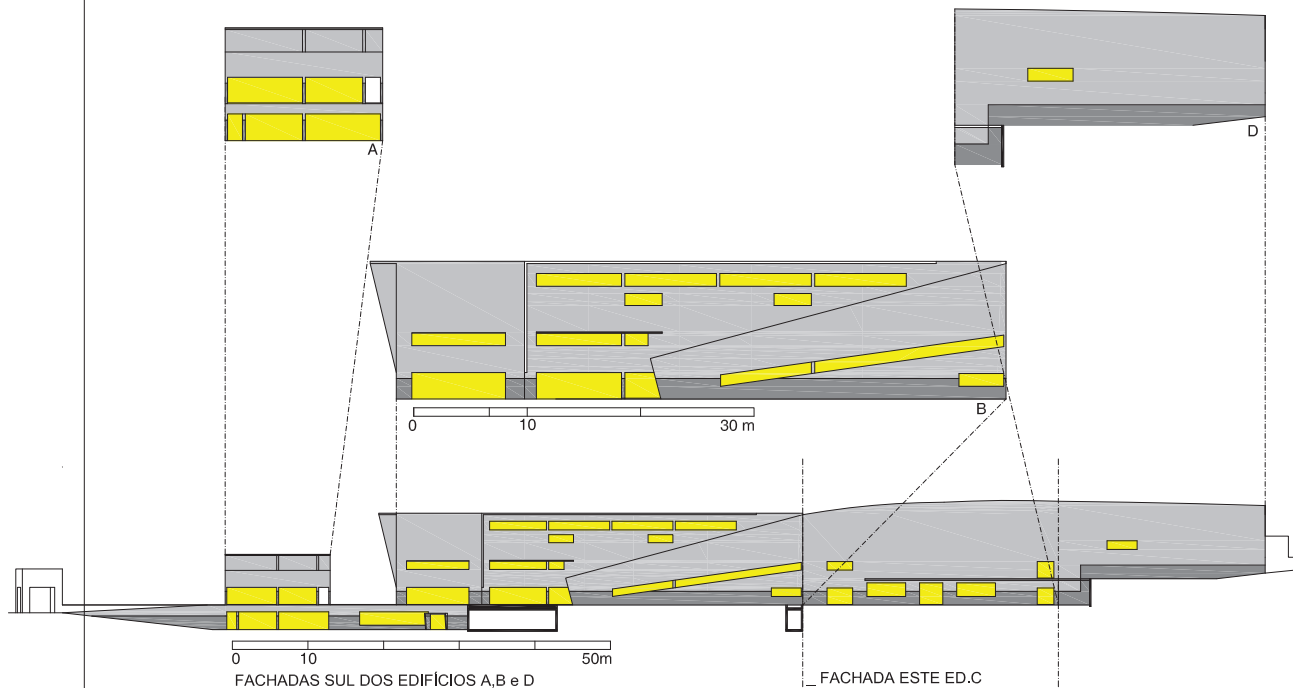 A
D
B
0 10 30 m
0 10 50m
FACHADAS SUL DOS EDIFÍCIOS A,B e D
_ FACHADA ESTE ED.C